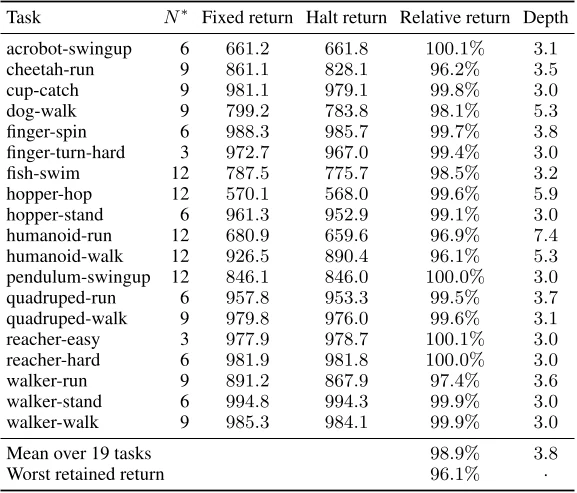 Task N* Fixed return Halt return Relative return Depth
acrobot-swingup 6 661.2 661.8 100.1% 3.1
cheetah-run 9 861.1 828.1 96.2% 3.5
cup-catch 9 981.1 979.1 99.8% 3.0
dog-walk 9 799.2 783.8 98.1% 5.3
finger-spin 6 988.3 985.7 99.7% 3.8
finger-turn-hard 3 972.7 967.0 99.4% 3.0
fish-swim 12 787.5 775.7 98.5% 3.2
hopper-hop 12 570.1 568.0 99.6% 5.9
hopper-stand 6 961.3 952.9 99.1% 3.0
humanoid-run 12 680.9 659.6 96.9% 7.4
humanoid-walk 12 926.5 890.4 96.1% 5.3
pendulum-swingup 12 846.1 846.0 100.0% 3.0
quadruped-run 6 957.8 953.3 99.5% 3.7
quadruped-walk 9 979.8 976.0 99.6% 3.1
reacher-easy 3 977.9 978.7 100.1% 3.0
reacher-hard 6 981.9 981.8 100.0% 3.0
walker-run 9 891.2 867.9 97.4% 3.6
walker-stand 6 994.8 994.3 99.9% 3.0
walker-walk 9 985.3 984.1 99.9% 3.0
Mean over 19 tasks 98.9% 3.8
Worst retained return 96.1% ·